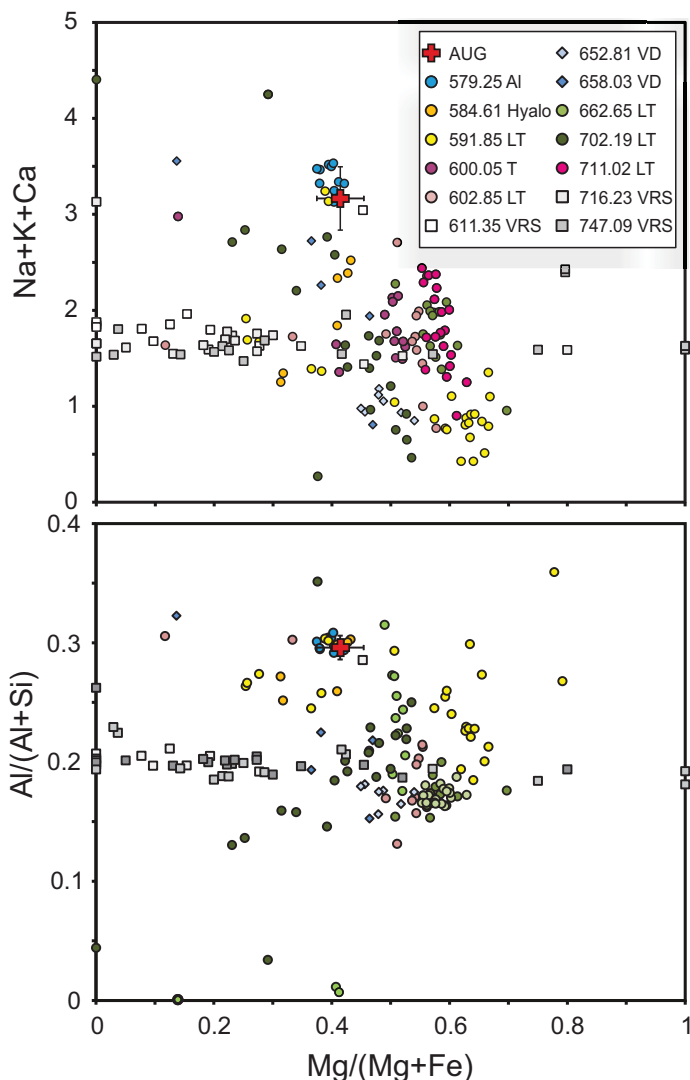 5
4
3
2
1
0
Na+K+Ca
AUG
652.81 VD
579.25 AI
658.03 VD
584.61 Hyalo
662.65 LT
591.85 LT
702.19 LT
600.05 T
711.02 LT
602.85 LT
716.23 VRS
611.35 VRS
747.09 VRS
0.4
0.3
0.2
0.1
0
Al/(Al+Si)
0 0.2 0.4 0.6 0.8 1
Mg/(Mg+Fe)